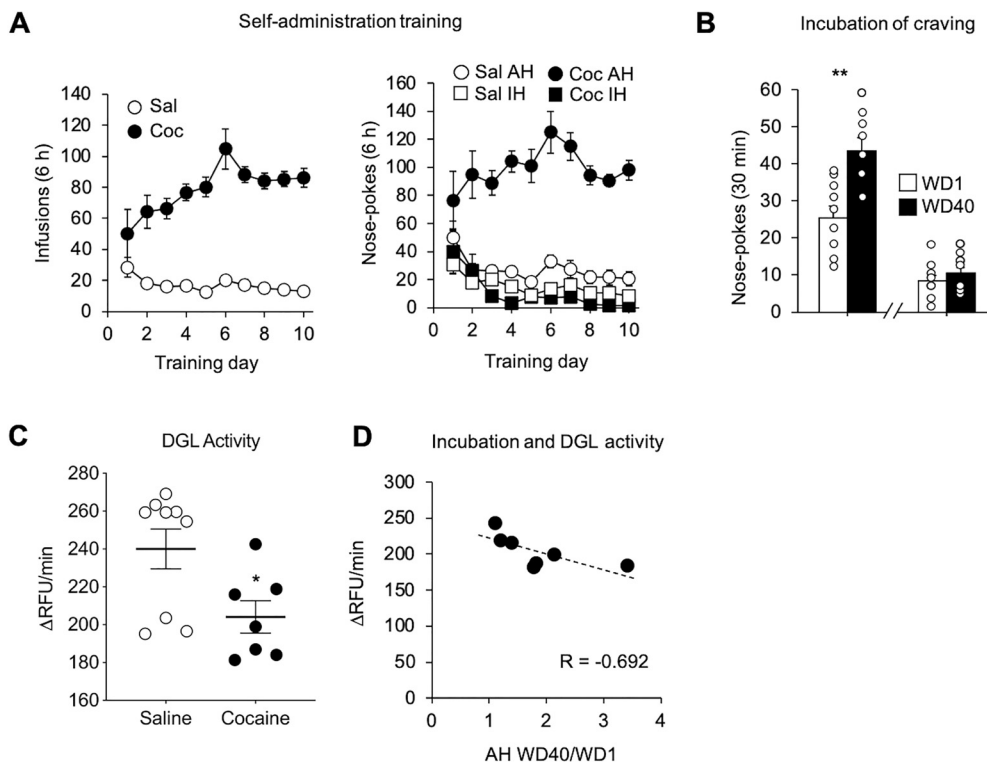 A
Self-administration training
Sal
Coc
Infusions (6 h)
140
120
100
80
60
40
20
0
0 2 4 6 8 10
Training day
Sal AH Coc AH
Sal IH Coc IH
Nose-pokes (6 h)
160
140
120
100
80
60
40
20
0
0 2 4 6 8 10
Training day
B
Incubation of craving
**
Nose-pokes (30 min)
60
50
40
30
20
10
0
WD1
WD40
C
DGL Activity
ΔRFU/min
280
260
240
220
200
180
160
*
Saline Cocaine
D
Incubation and DGL activity
ΔRFU/min
300
250
200
150
100
50
0
R = -0.692
0 1 2 3 4
AH WD40/WD1